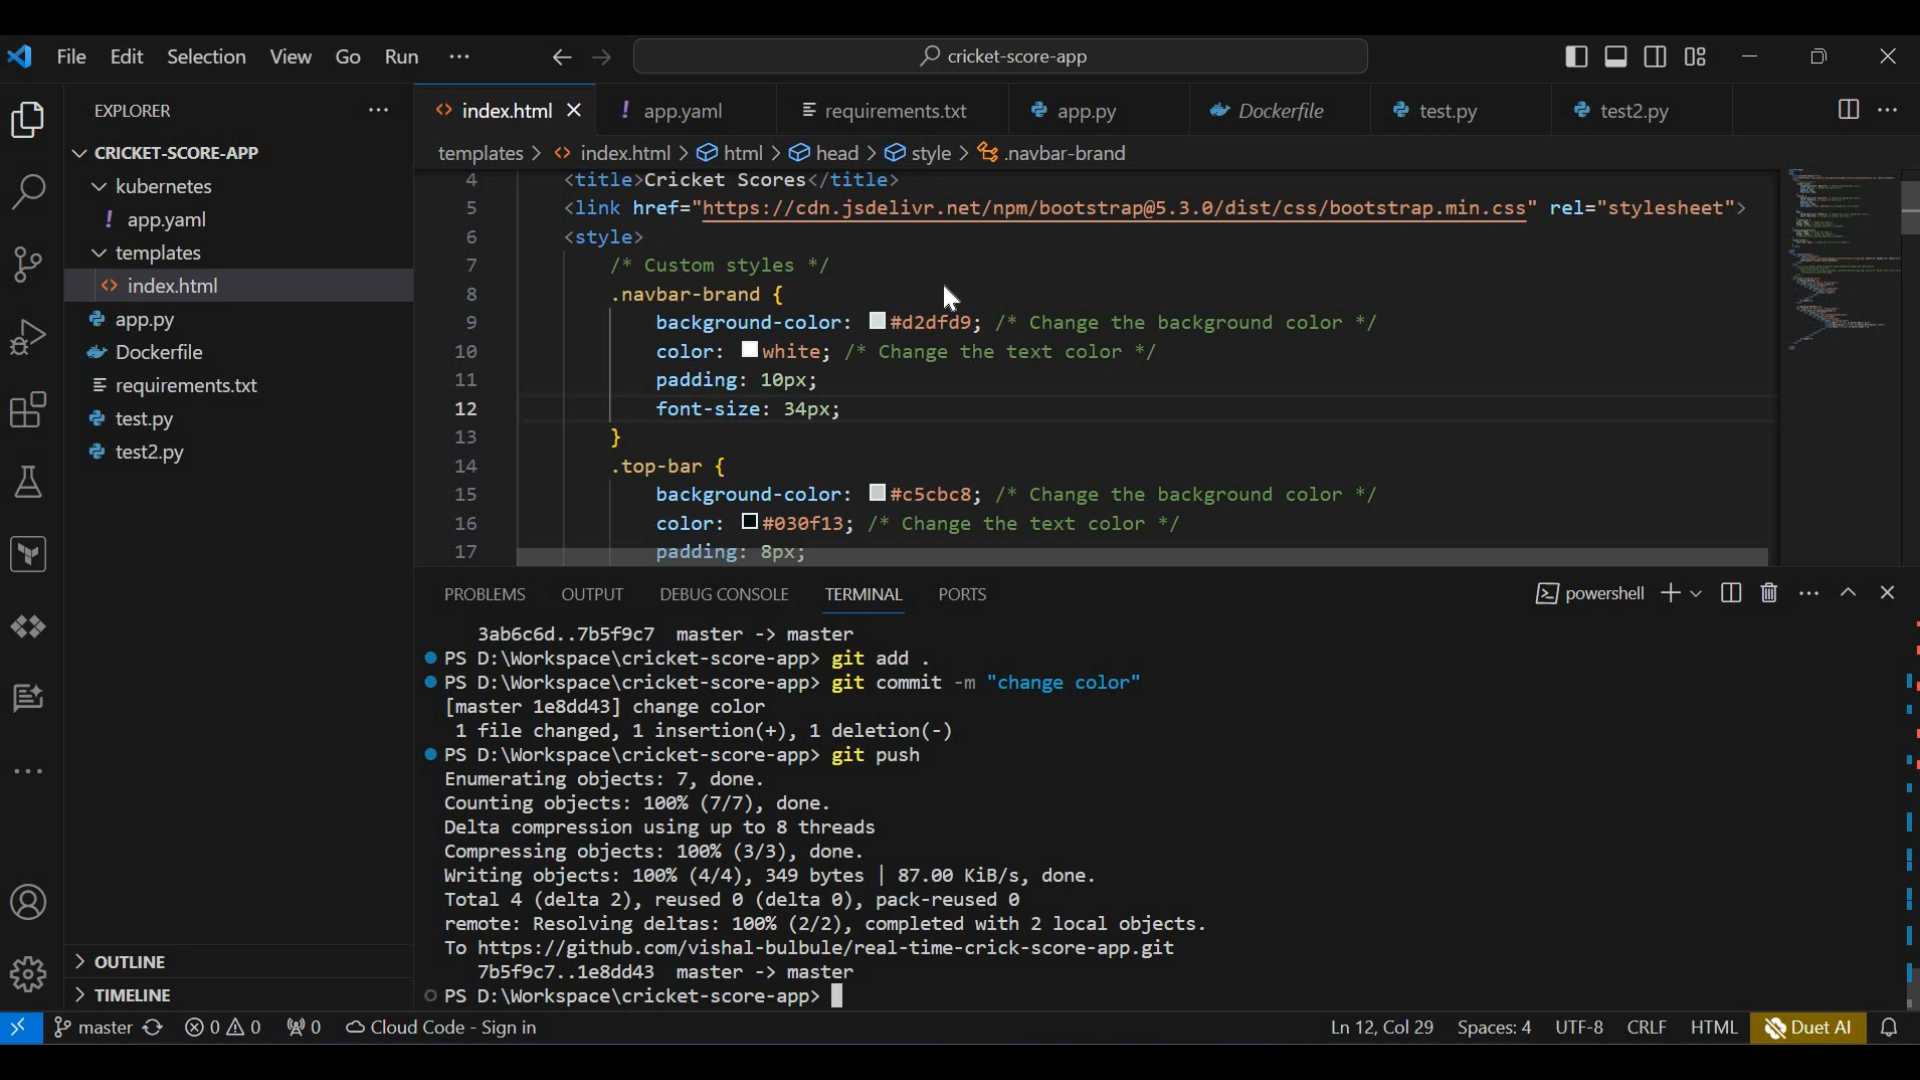 File Edit Selection View Go Run ··· cricket-score-app
EXPLORER ···
CRICKET-SCORE-APP
kubernetes
! app.yaml
templates
<> index.html
app.py
Dockerfile
requirements.txt
test.py
test2.py
OUTLINE
TIMELINE
<> index.html ! app.yaml requirements.txt app.py Dockerfile test.py test2.py ···
templates > <> index.html > html > head > style > .navbar-brand
4 <title>Cricket Scores</title>
5 <link href="https://cdn.jsdelivr.net/npm/bootstrap@5.3.0/dist/css/bootstrap.min.css" rel="stylesheet">
6 <style>
7 /* Custom styles */
8 .navbar-brand {
9 background-color: #d2dfd9; /* Change the background color */
10 color: white; /* Change the text color */
11 padding: 10px;
12 font-size: 34px;
13 }
14 .top-bar {
15 background-color: #c5cbc8; /* Change the background color */
16 color: #030f13; /* Change the text color */
17 padding: 8px;
PROBLEMS OUTPUT DEBUG CONSOLE TERMINAL PORTS powershell
3ab6c6d..7b5f9c7 master -> master
PS D:\Workspace\cricket-score-app> git add .
PS D:\Workspace\cricket-score-app> git commit -m "change color"
[master 1e8dd43] change color
1 file changed, 1 insertion(+), 1 deletion(-)
PS D:\Workspace\cricket-score-app> git push
Enumerating objects: 7, done.
Counting objects: 100% (7/7), done.
Delta compression using up to 8 threads
Compressing objects: 100% (3/3), done.
Writing objects: 100% (4/4), 349 bytes | 87.00 KiB/s, done.
Total 4 (delta 2), reused 0 (delta 0), pack-reused 0
remote: Resolving deltas: 100% (2/2), completed with 2 local objects.
To https://github.com/vishal-bulbule/real-time-crick-score-app.git
7b5f9c7..1e8dd43 master -> master
PS D:\Workspace\cricket-score-app>
master 0 0 0 Cloud Code - Sign in Ln 12, Col 29 Spaces: 4 UTF-8 CRLF HTML Duet AI